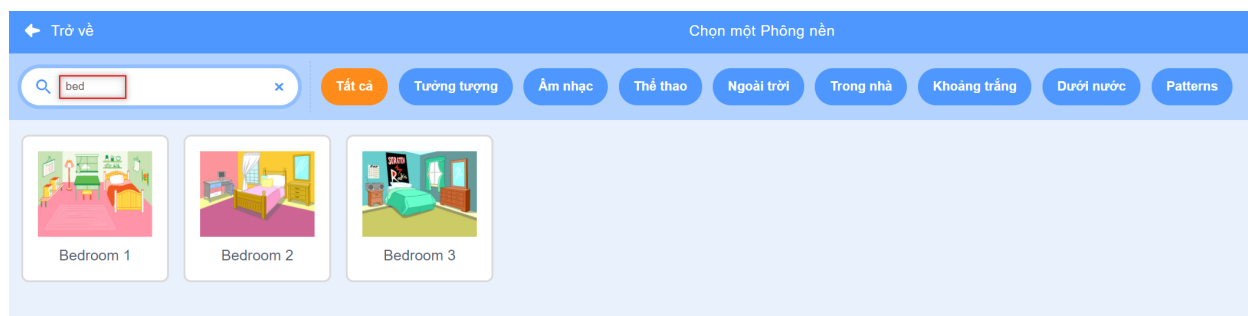 Trở về
Chọn một Phông nền
bed
Tất cả
Tưởng tượng
Âm nhạc
Thể thao
Ngoài trời
Trong nhà
Khoảng trắng
Dưới nước
Patterns
SCRATCH
Bedroom 1
Bedroom 2
Bedroom 3